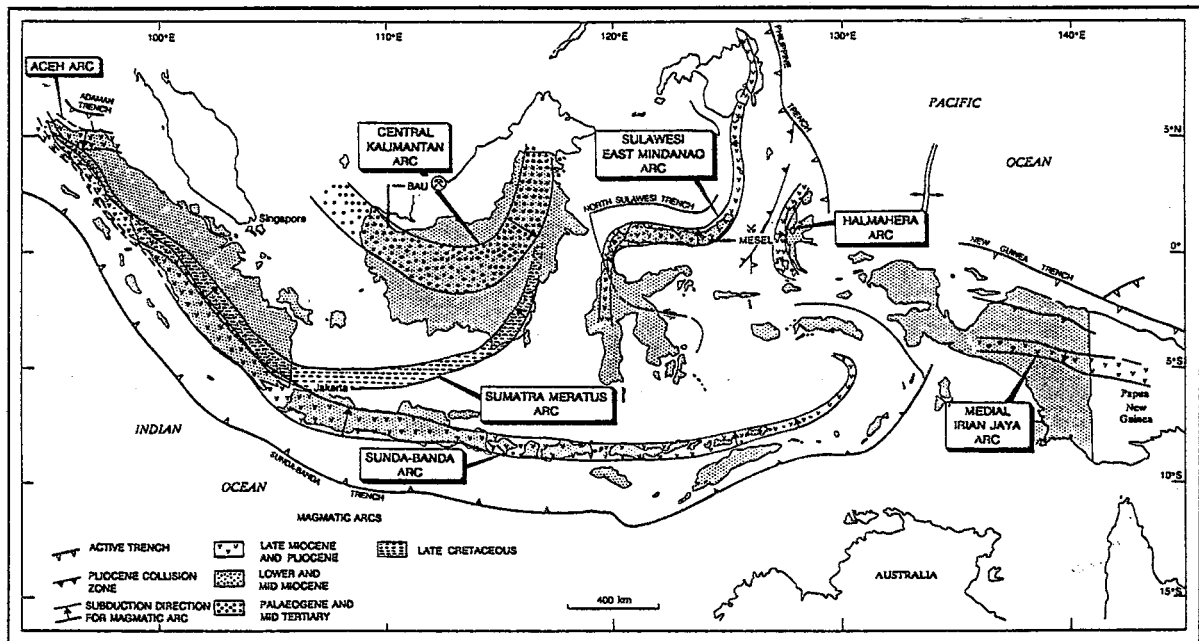 100°E
110°E
120°E
130°E
140°E
ACEH ARC
ADAMAN
TRENCH
PHILIPPINE
TRENCH
PACIFIC
OCEAN
5°N
CENTRAL
KALIMANTAN
ARC
BAU
SULAWESI
EAST MINDANAO
ARC
Singapore
NORTH SULAWESI TRENCH
MESEL
HALMAHERA
ARC
0°
NEW GUINEA
TRENCH
5°S
Jakarta
SUMATRA MERATUS
ARC
MEDIAL
IRIAN JAYA
ARC
Papua
New
Guinea
INDIAN
OCEAN
SUNDA-BANDA
ARC
SUNDA-BANDA
TRENCH
10°S
MAGMATIC ARCS
ACTIVE TRENCH
PLIOCENE COLLISION
ZONE
SUBDUCTION DIRECTION
FOR MAGMATIC ARC
LATE MIOCENE
AND PLIOCENE
LOWER AND
MID MIOCENE
PALAEOGENE AND
MID TERTIARY
LATE CRETACEOUS
400 km
AUSTRALIA
15°S